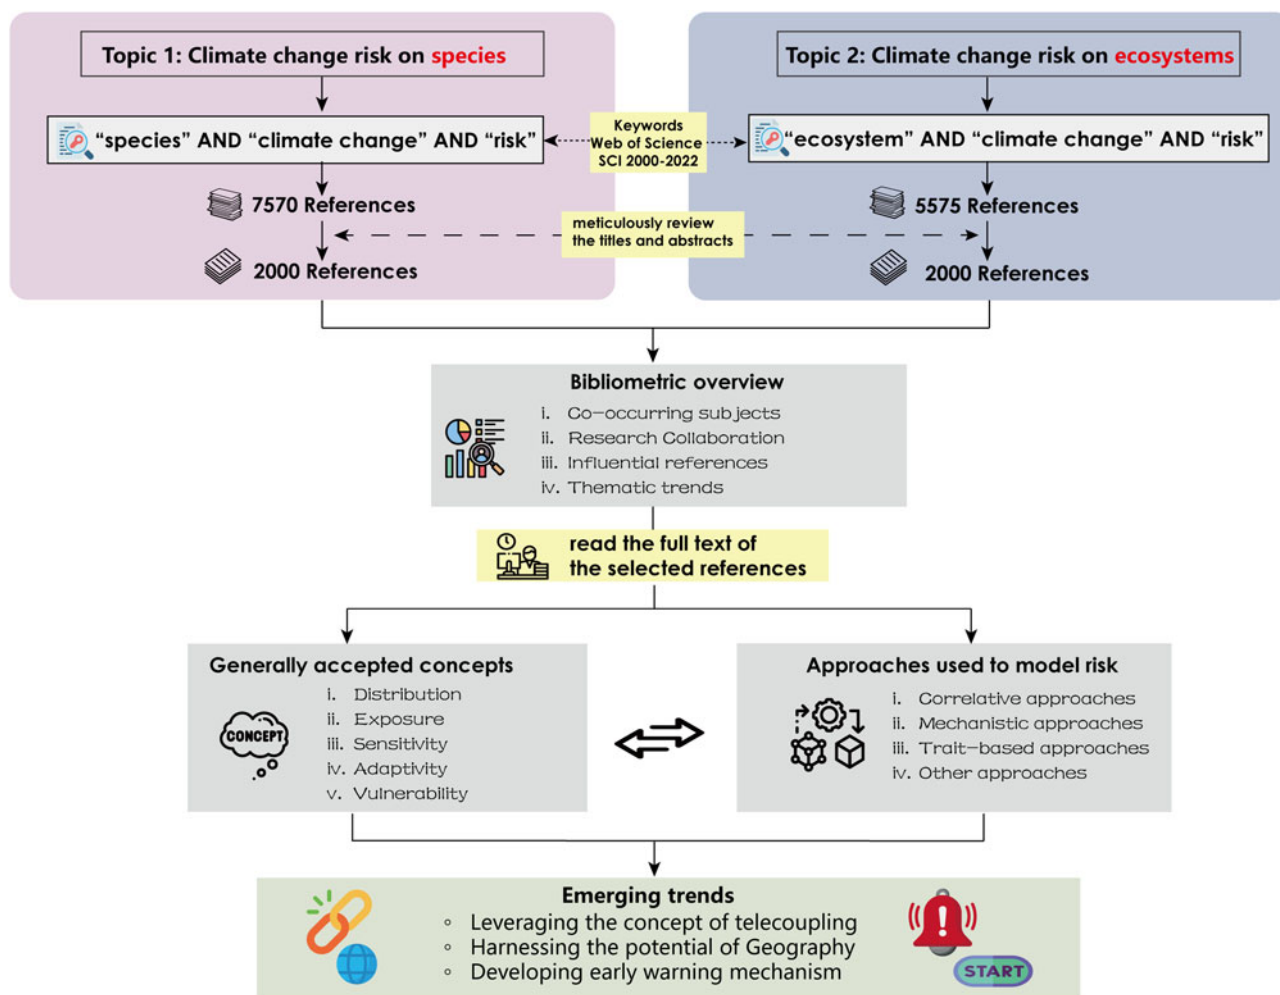 Topic 1: Climate change risk on species
"species" AND "climate change" AND "risk"
7570 References
2000 References
Keywords
Web of Science
SCI 2000-2022
meticulously review
the titles and abstracts
Topic 2: Climate change risk on ecosystems
"ecosystem" AND "climate change" AND "risk"
5575 References
2000 References
Bibliometric overview
i. Co-occurring subjects
ii. Research Collaboration
iii. Influential references
iv. Thematic trends
read the full text of
the selected references
Generally accepted concepts
CONCEPT
i. Distribution
ii. Exposure
iii. Sensitivity
iv. Adaptivity
v. Vulnerability
Approaches used to model risk
i. Correlative approaches
ii. Mechanistic approaches
iii. Trait-based approaches
iv. Other approaches
Emerging trends
◦ Leveraging the concept of telecoupling
◦ Harnessing the potential of Geography
◦ Developing early warning mechanism
START